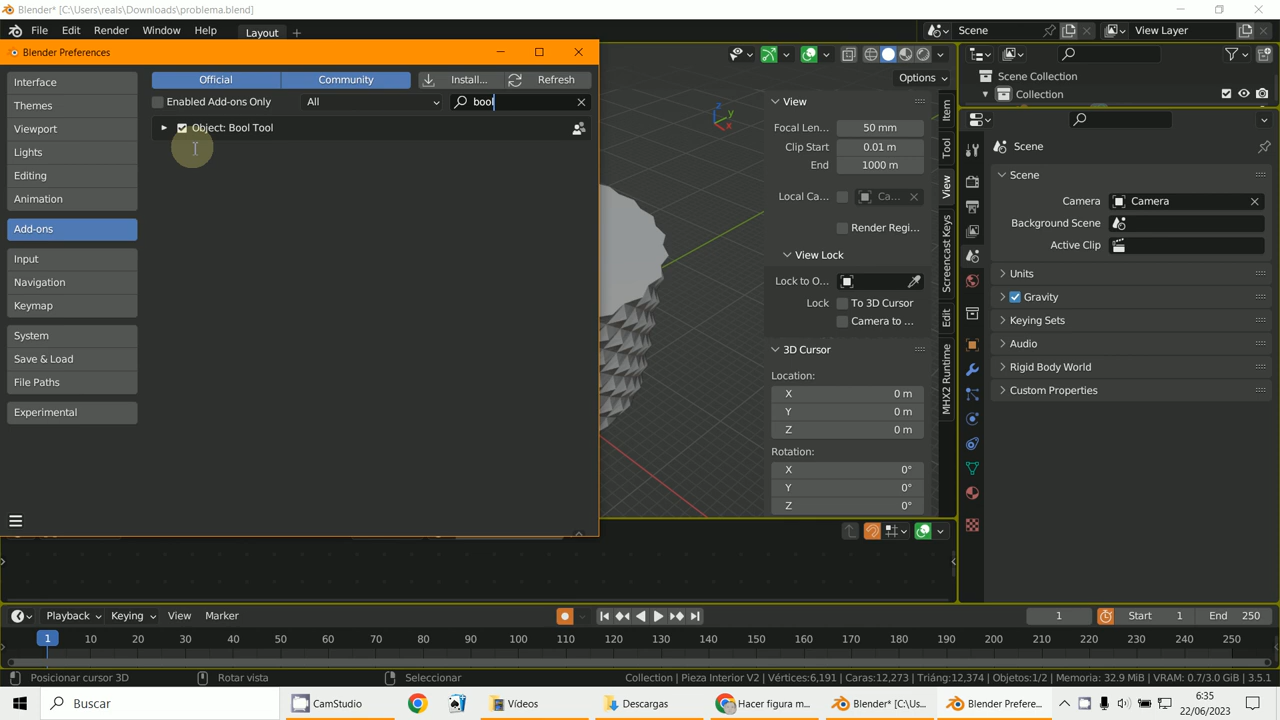 Blender* [C:\Users\reals\Downloads\problema.blend]
File Edit Render Window Help Layout + Scene View Layer
Blender Preferences
Interface
Themes
Viewport
Lights
Editing
Animation
Add-ons
Input
Navigation
Keymap
System
Save & Load
File Paths
Experimental
Official Community Install... Refresh
Enabled Add-ons Only All bool
Object: Bool Tool
Options
Z
Y
X
View
Focal Len... 50 mm
Clip Start 0.01 m
End 1000 m
Local Ca... Ca...
Render Regi...
View Lock
Lock to O...
Lock To 3D Cursor
Camera to ...
3D Cursor
Location:
X 0 m
Y 0 m
Z 0 m
Rotation:
X 0°
Y 0°
Z 0°
Item
Tool
View
Screencast Keys
Edit
MHX2 Runtime
Scene Collection
Collection
Scene
Scene
Camera Camera
Background Scene
Active Clip
Units
Gravity
Keying Sets
Audio
Rigid Body World
Custom Properties
Playback Keying View Marker 1 Start 1 End 250
1 10 20 30 40 50 60 70 80 90 100 110 120 130 140 150 160 170 180 190 200 210 220 230 240 250
Posicionar cursor 3D Rotar vista Seleccionar Collection | Pieza Interior V2 | Vértices:6,191 | Caras:12,273 | Triáng:12,374 | Objetos:1/2 | Memoria: 32.9 MiB | VRAM: 0.7/3.0 GiB | 3.5.1
Buscar CamStudio Vídeos Descargas Hacer figura m... Blender* [C:\Us... Blender Prefere... 6:35
22/06/2023